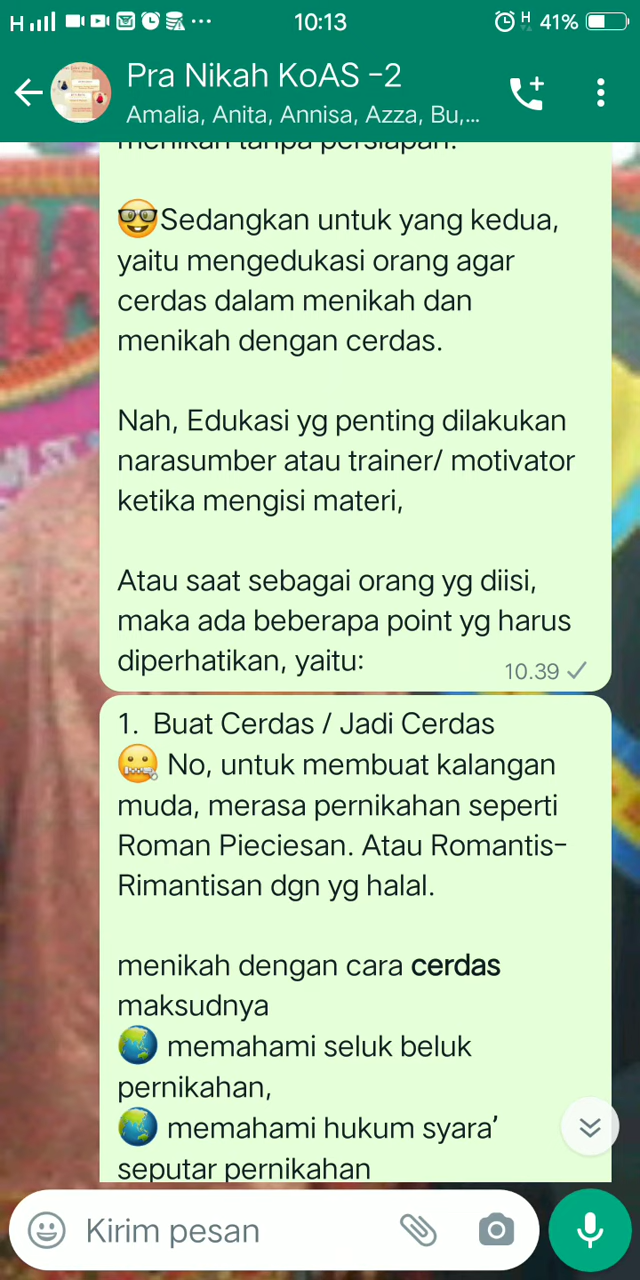 H
10:13
H 41%
Pra Nikah KoAS -2
Amalia, Anita, Annisa, Azza, Bu,...
menikah tanpa persiapan.
🤓Sedangkan untuk yang kedua,
yaitu mengedukasi orang agar
cerdas dalam menikah dan
menikah dengan cerdas.
Nah, Edukasi yg penting dilakukan
narasumber atau trainer/ motivator
ketika mengisi materi,
Atau saat sebagai orang yg diisi,
maka ada beberapa point yg harus
diperhatikan, yaitu:
10.39
1. Buat Cerdas / Jadi Cerdas
🤐 No, untuk membuat kalangan
muda, merasa pernikahan seperti
Roman Pieciesan. Atau Romantis-
Rimantisan dgn yg halal.
menikah dengan cara cerdas
maksudnya
🌏 memahami seluk beluk
pernikahan,
🌏 memahami hukum syara’
seputar pernikahan
Kirim pesan